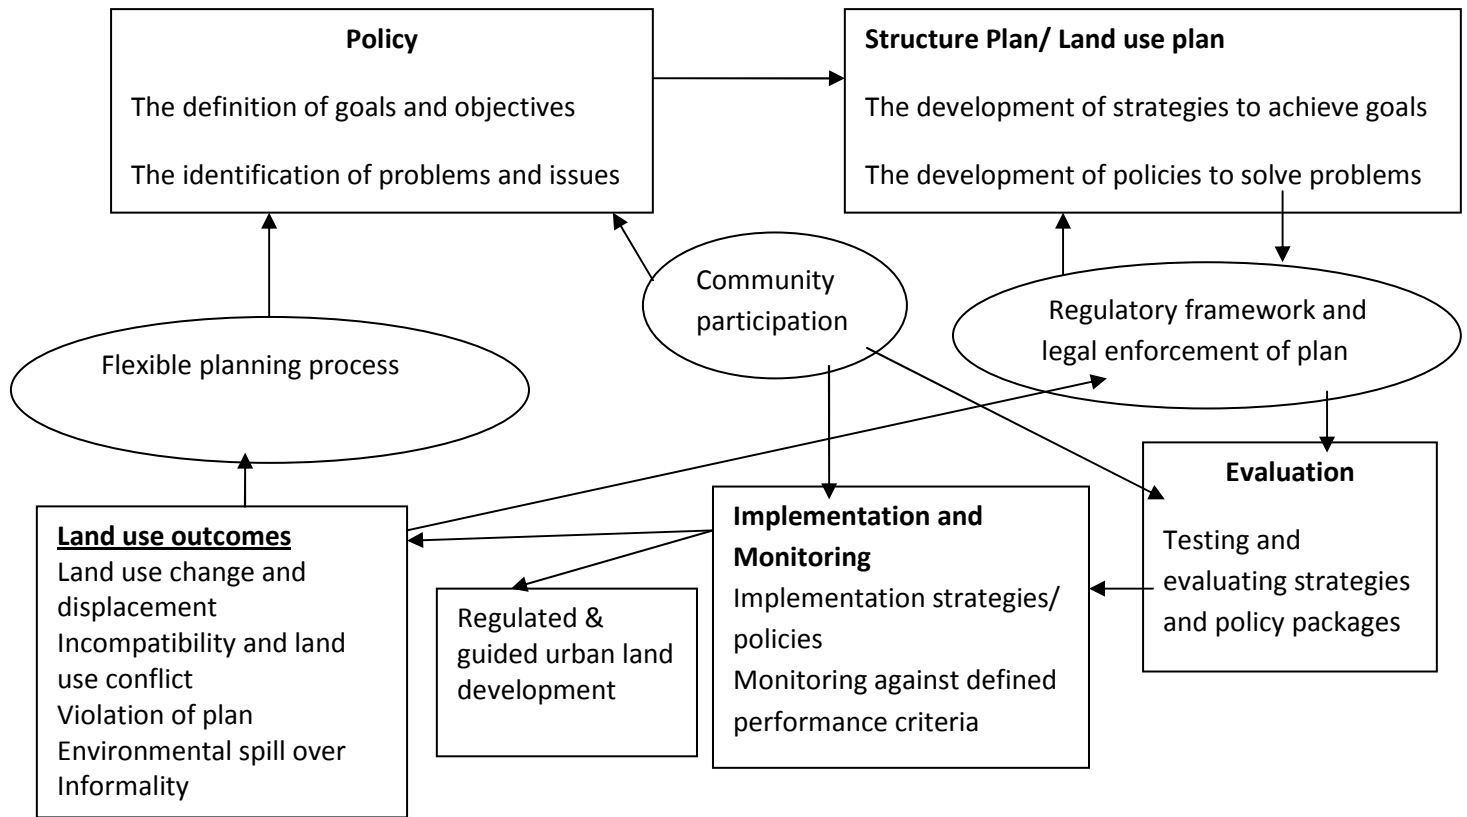 Policy
The definition of goals and objectives
The identification of problems and issues
Structure Plan/ Land use plan
The development of strategies to achieve goals
The development of policies to solve problems
Community
participation
Regulatory framework and
legal enforcement of plan
Flexible planning process
Evaluation
Testing and
evaluating strategies
and policy packages
Implementation and
Monitoring
Implementation strategies/
policies
Monitoring against defined
performance criteria
Regulated &
guided urban land
development
Land use outcomes
Land use change and
displacement
Incompatibility and land
use conflict
Violation of plan
Environmental spill over
Informality